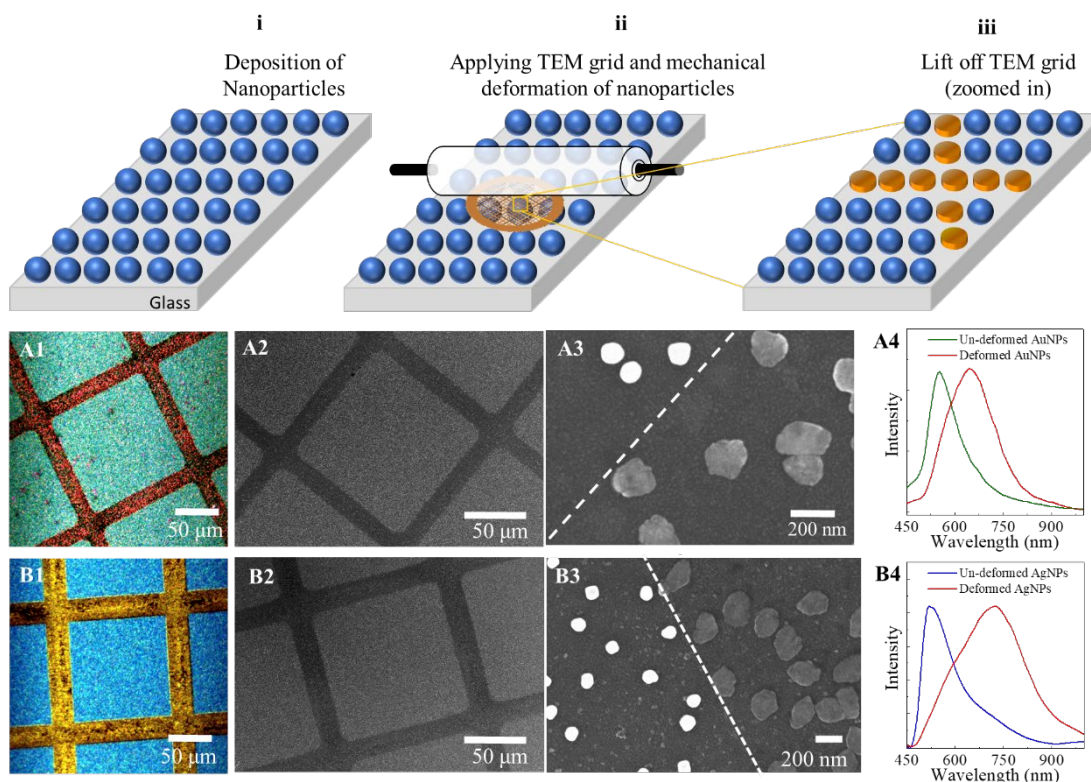 i
ii
iii
Deposition of
Nanoparticles
Applying TEM grid and mechanical
deformation of nanoparticles
Lift off TEM grid
(zoomed in)
Glass
A1
50 μm
A2
50 μm
A3
200 nm
A4
Un-deformed AuNPs
Deformed AuNPs
Intensity
450 600 750 900
Wavelength (nm)
B1
50 μm
B2
50 μm
B3
200 nm
B4
Un-deformed AgNPs
Deformed AgNPs
Intensity
450 600 750 900
Wavelength (nm)